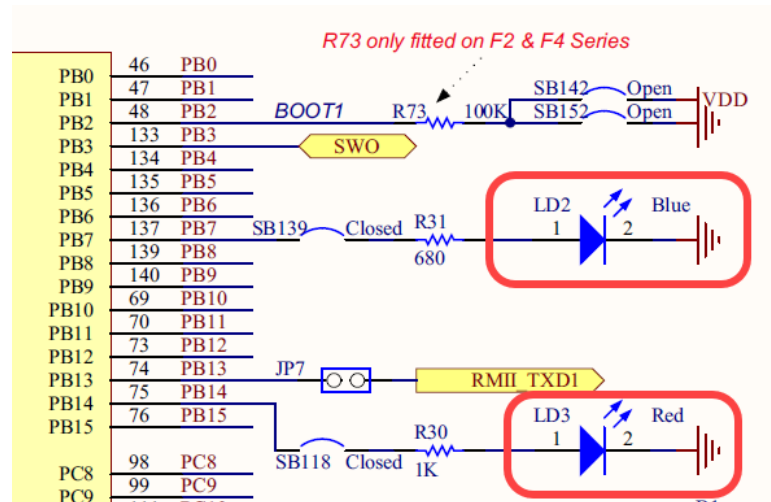 R73 only fitted on F2 & F4 Series
PB0 46 PB0
PB1 47 PB1
SB142 Open VDD
PB2 48 PB2 BOOT1 R73 100K SB152 Open
PB3 133 PB3 SWO
PB4 134 PB4
PB5 135 PB5
PB6 136 PB6
LD2 1 2 Blue
PB7 137 PB7 SB139 Closed R31 680
PB8 139 PB8
PB9 140 PB9
PB10 69 PB10
PB11 70 PB11
PB12 73 PB12
PB13 74 PB13 JP7 RMII_TXD1
PB14 75 PB14
PB15 76 PB15
LD3 1 2 Red
SB118 Closed R30 1K
PC8 98 PC8
PC9 99 PC9